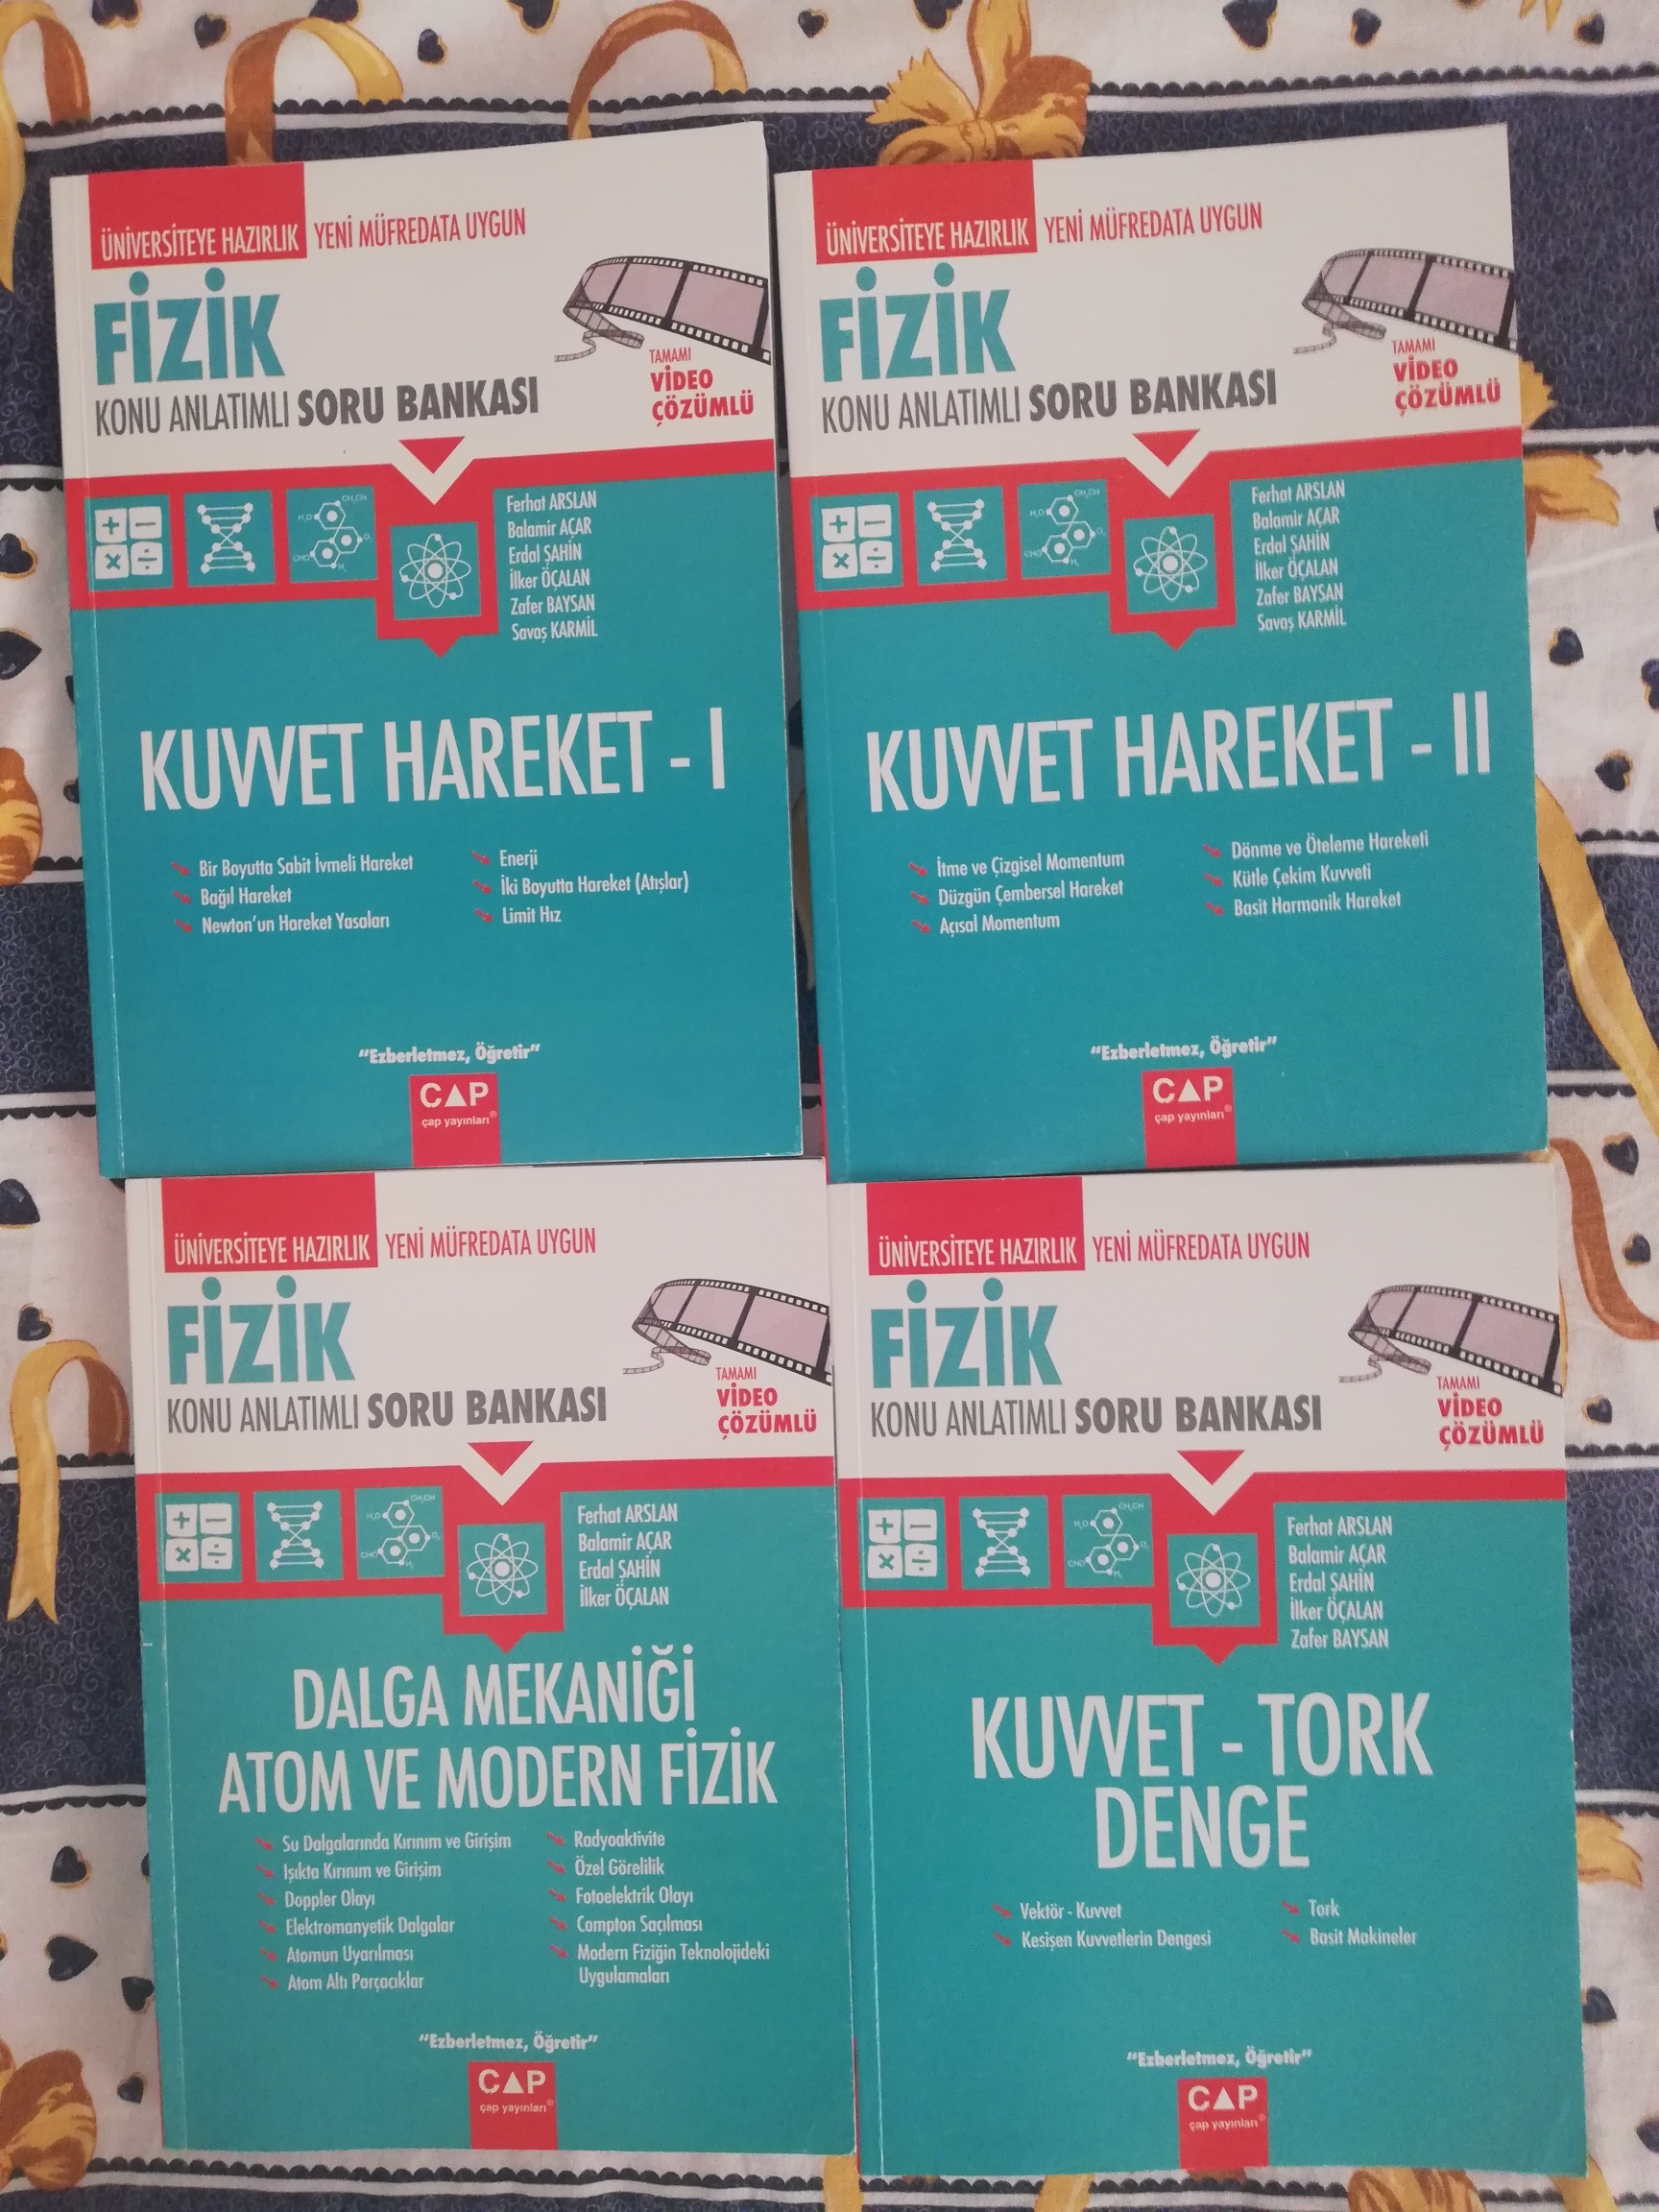 ÜNİVERSİTEYE HAZIRLIK YENİ MÜFREDATA UYGUN
FİZİK
KONU ANLATIMLI SORU BANKASI
TAMAMI
VİDEO
ÇÖZÜMLÜ
Ferhat ARSLAN
Balamir AÇAR
Erdal ŞAHİN
İlker ÖÇALAN
Zafer BAYSAN
Savaş KARMİL
KUVVET HAREKET - I
Bir Boyutta Sabit İvmeli Hareket
Bağıl Hareket
Newton'un Hareket Yasaları
Enerji
İki Boyutta Hareket (Atışlar)
Limit Hız
"Ezberletmez, Öğretir"
CAP
çap yayınları®
ÜNİVERSİTEYE HAZIRLIK YENİ MÜFREDATA UYGUN
FİZİK
KONU ANLATIMLI SORU BANKASI
TAMAMI
VİDEO
ÇÖZÜMLÜ
Ferhat ARSLAN
Balamir AÇAR
Erdal ŞAHİN
İlker ÖÇALAN
Zafer BAYSAN
Savaş KARMİL
KUVVET HAREKET - II
İtme ve Çizgisel Momentum
Düzgün Çembersel Hareket
Açısal Momentum
Dönme ve Öteleme Hareketi
Kütle Çekim Kuvveti
Basit Harmonik Hareket
"Ezberletmez, Öğretir"
CAP
çap yayınları®
ÜNİVERSİTEYE HAZIRLIK YENİ MÜFREDATA UYGUN
FİZİK
KONU ANLATIMLI SORU BANKASI
TAMAMI
VİDEO
ÇÖZÜMLÜ
Ferhat ARSLAN
Balamir AÇAR
Erdal ŞAHİN
İlker ÖÇALAN
DALGA MEKANİĞİ
ATOM VE MODERN FİZİK
Su Dalgalarında Kırınım ve Girişim
Işıkta Kırınım ve Girişim
Doppler Olayı
Elektromanyetik Dalgalar
Atomun Uyarılması
Atom Altı Parçacıklar
Radyoaktivite
Özel Görelilik
Fotoelektrik Olayı
Compton Saçılması
Modern Fiziğin Teknolojideki
Uygulamaları
"Ezberletmez, Öğretir"
CAP
çap yayınları®
ÜNİVERSİTEYE HAZIRLIK YENİ MÜFREDATA UYGUN
FİZİK
KONU ANLATIMLI SORU BANKASI
TAMAMI
VİDEO
ÇÖZÜMLÜ
Ferhat ARSLAN
Balamir AÇAR
Erdal ŞAHİN
İlker ÖÇALAN
Zafer BAYSAN
KUVVET - TORK
DENGE
Vektör - Kuvvet
Kesişen Kuvvetlerin Dengesi
Tork
Basit Makineler
"Ezberletmez, Öğretir"
CAP
çap yayınları®